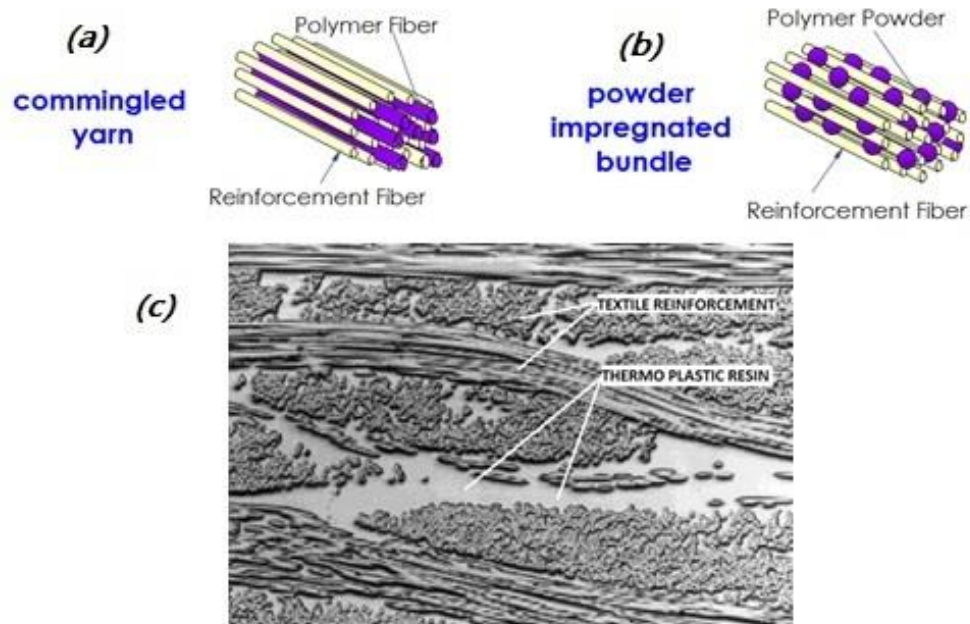 (a)
Polymer Fiber
commingled
yarn
Reinforcement Fiber
(b)
Polymer Powder
powder
impregnated
bundle
Reinforcement Fiber
(c)
TEXTILE REINFORCEMENT
THERMO PLASTIC RESIN